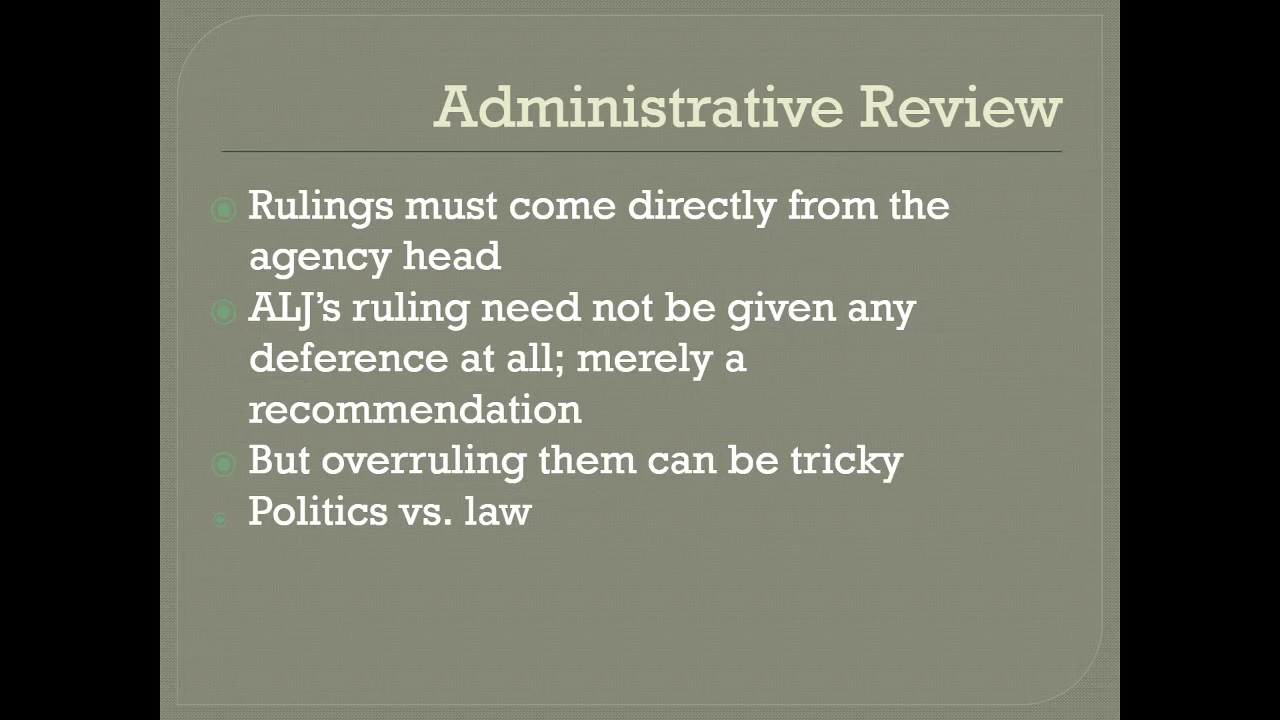 Administrative Review
Rulings must come directly from the
agency head
ALJ’s ruling need not be given any
deference at all; merely a
recommendation
But overruling them can be tricky
Politics vs. law